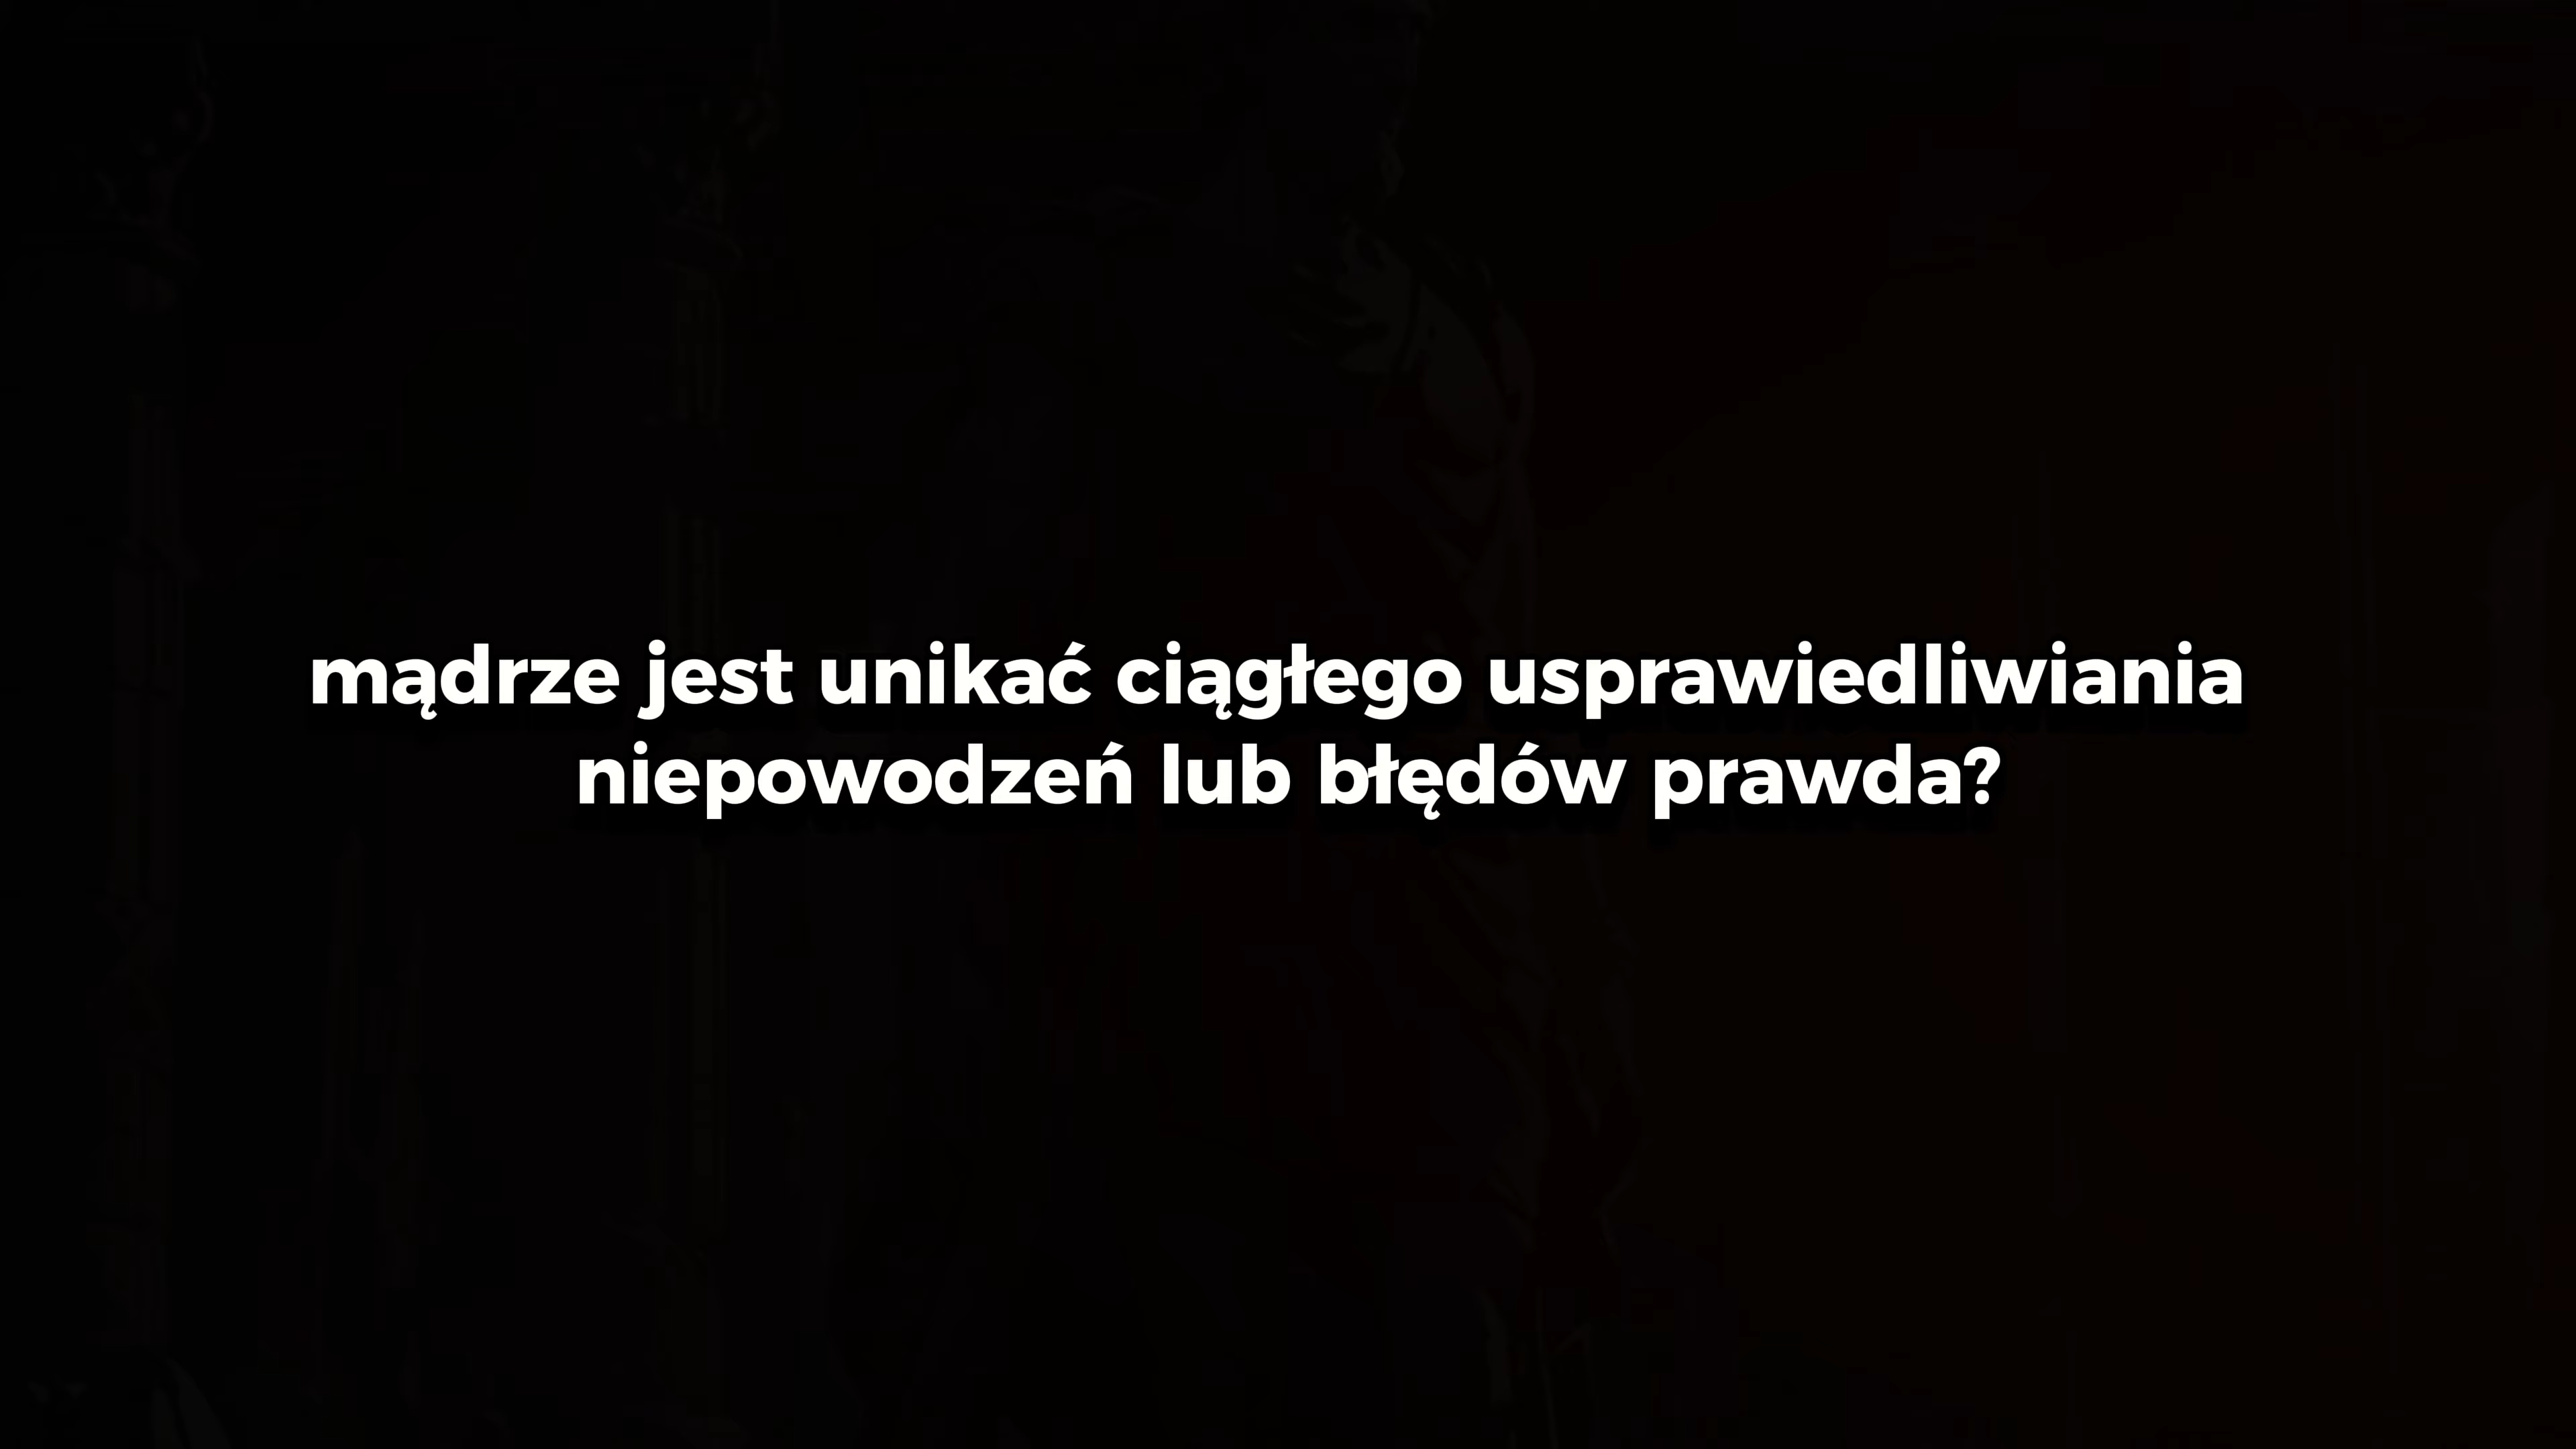 mądrze jest unikać ciągłego usprawiedliwiania
niepowodzeń lub błędów prawda?